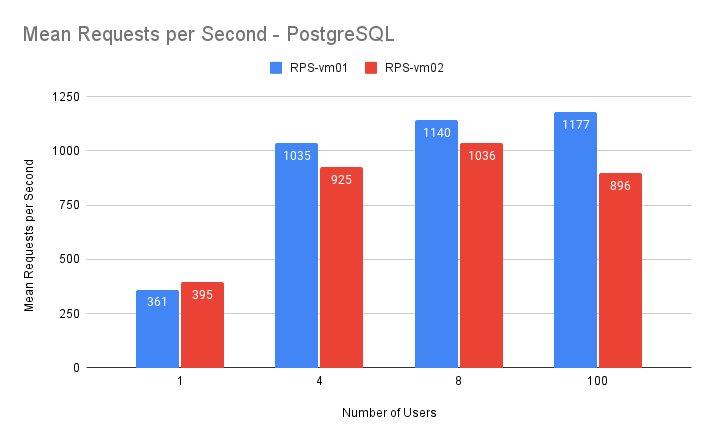 Mean Requests per Second - PostgreSQL
RPS-vm01 RPS-vm02
Mean Requests per Second
1250
1000
750
500
250
0
361 395
1035 925
1140 1036
1177 896
1 4 8 100
Number of Users